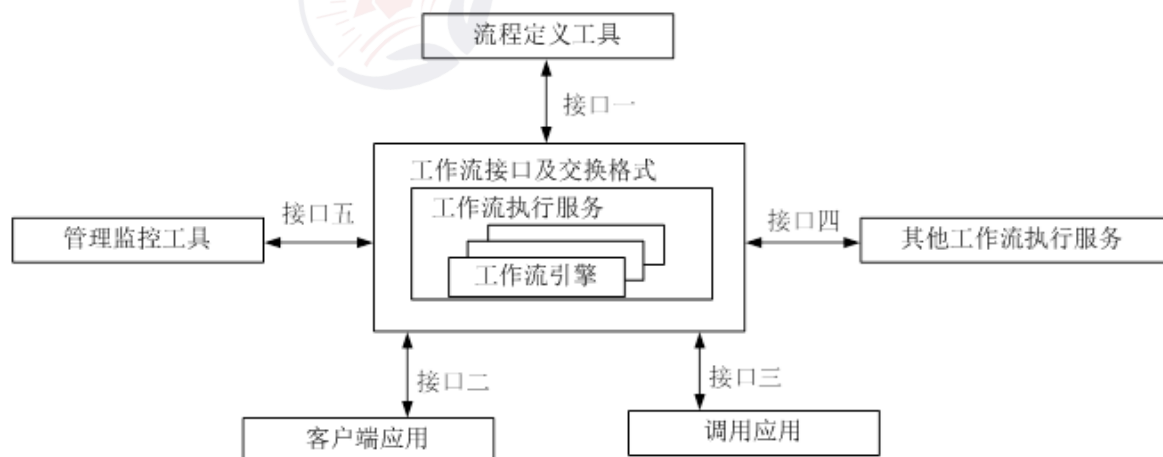 流程定义工具
接口一
工作流接口及交换格式
工作流执行服务
工作流引擎
接口五
管理监控工具
接口四
其他工作流执行服务
接口二
客户端应用
接口三
调用应用